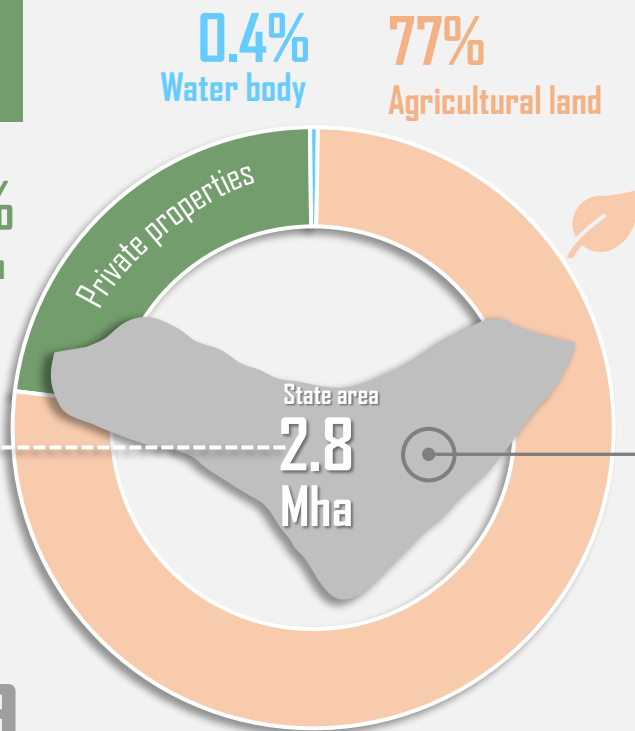 0.4%
Water body
77%
Agricultural land
%
Private properties
State area
2.8
Mha